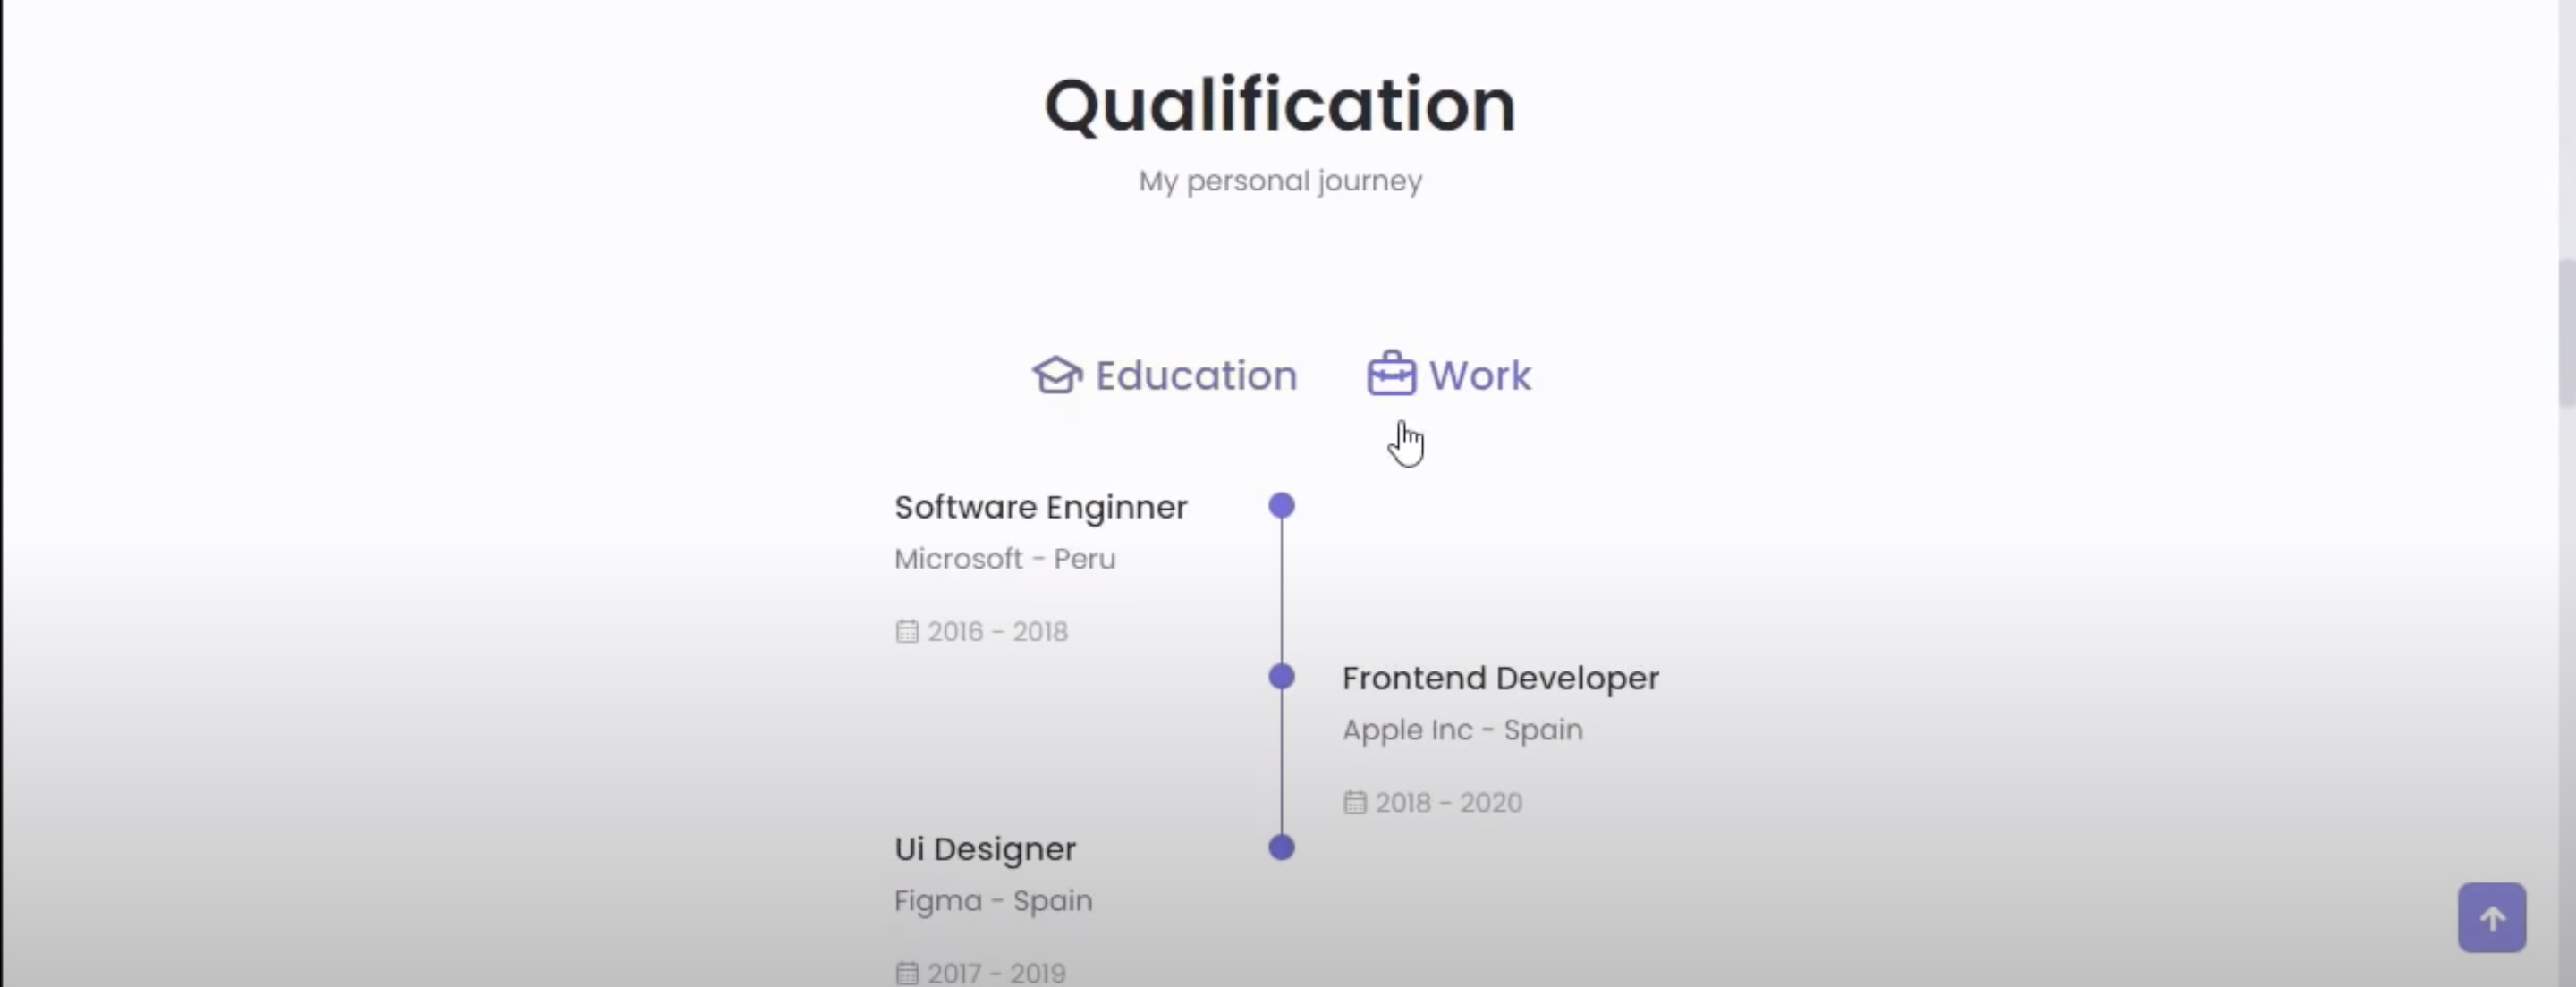 Qualification
My personal journey
Education
Work
Software Enginner
Microsoft - Peru
2016 - 2018
Frontend Developer
Apple Inc - Spain
2018 - 2020
Ui Designer
Figma - Spain
2017 - 2019